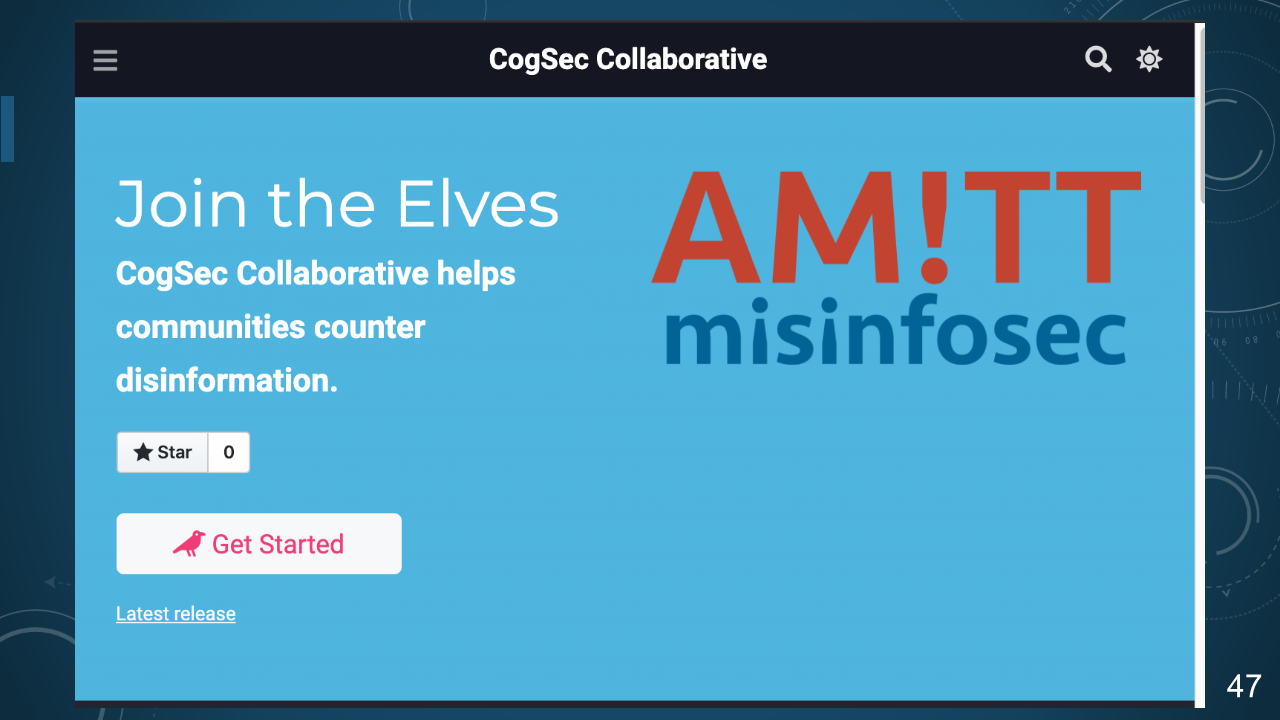 CogSec Collaborative
Join the Elves
CogSec Collaborative helps
communities counter
disinformation.
Star 0
Get Started
Latest release
AM!TT
misinfosec
47